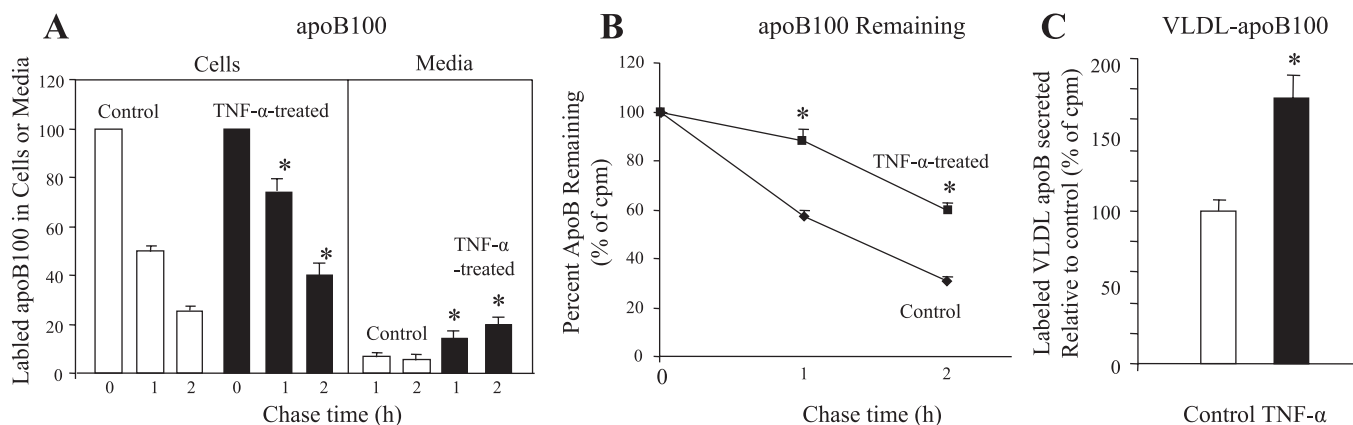 A
apoB100
Labled apoB100 in Cells or Media
Cells
Media
120
100
80
60
40
20
0
Control
TNF-α-treated
*
*
Control
TNF-α
-treated
*
*
0
1
2
0
1
2
1
2
1
2
Chase time (h)
B
apoB100 Remaining
Percent ApoB Remaining
(% of cpm)
120
100
80
60
40
20
0
*
TNF-α-treated
*
Control
0
1
2
Chase time (h)
C
VLDL-apoB100
Labeled VLDL apoB secreted
Relative to control (% of cpm)
200
150
100
50
0
*
Control TNF-α